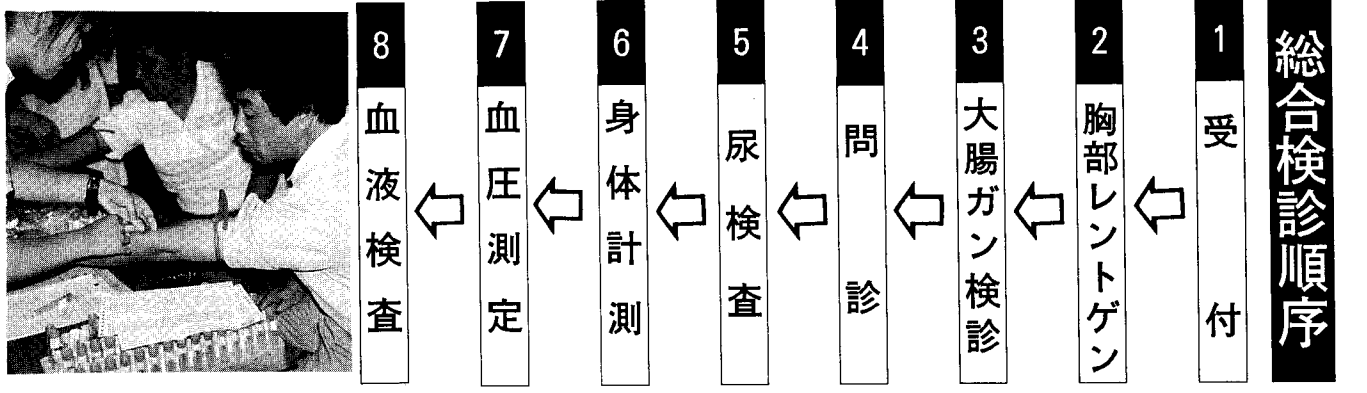 総合検診順序
1 受付
2 胸部レントゲン
3 大腸ガン検診
4 問診
5 尿検査
6 身体計測
7 血圧測定
8 血液検査